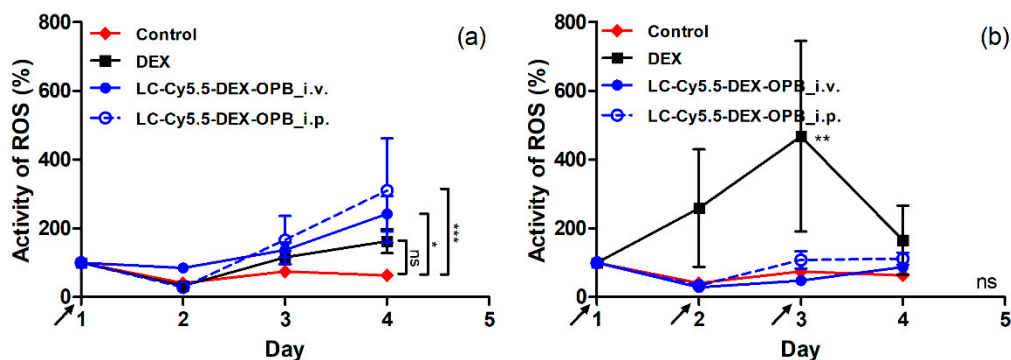 (a)
Control
DEX
LC-Cy5.5-DEX-OPB_i.v.
LC-Cy5.5-DEX-OPB_i.p.
Activity of ROS (%)
800
600
400
200
0
ns
*
***
1 2 3 4 5
Day
(b)
Control
DEX
LC-Cy5.5-DEX-OPB_i.v.
LC-Cy5.5-DEX-OPB_i.p.
Activity of ROS (%)
800
600
400
200
0
**
ns
1 2 3 4 5
Day